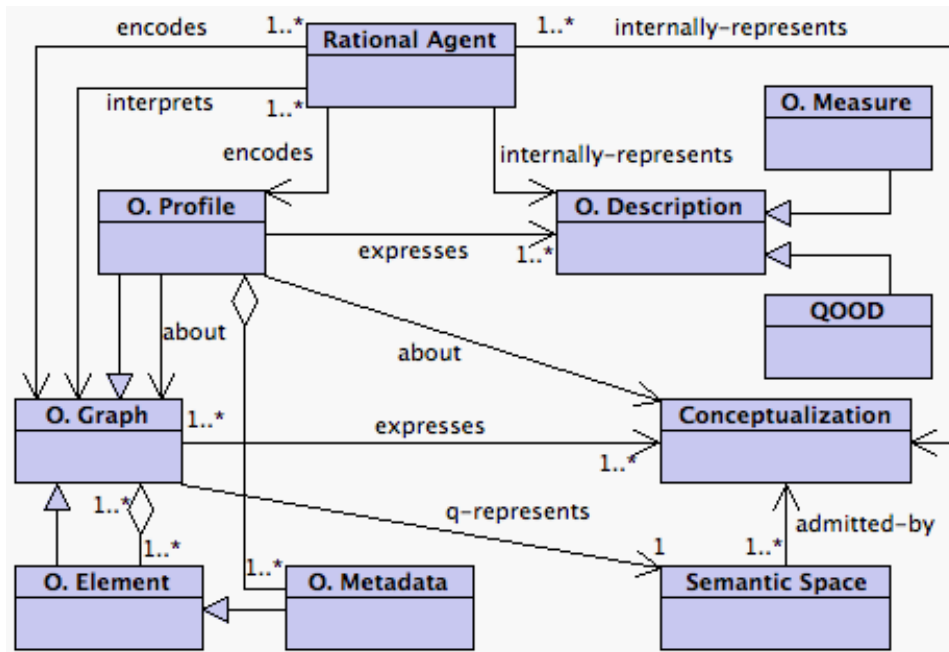 encodes 1..* Rational Agent 1..* internally-represents
interprets 1..* O. Measure
encodes internally-represents
O. Profile O. Description
expresses 1..*
QOOD
about
about
O. Graph 1..* Conceptualization
expresses 1..*
1..* q-represents admitted-by
1..* 1..* 1 1..*
O. Element O. Metadata Semantic Space